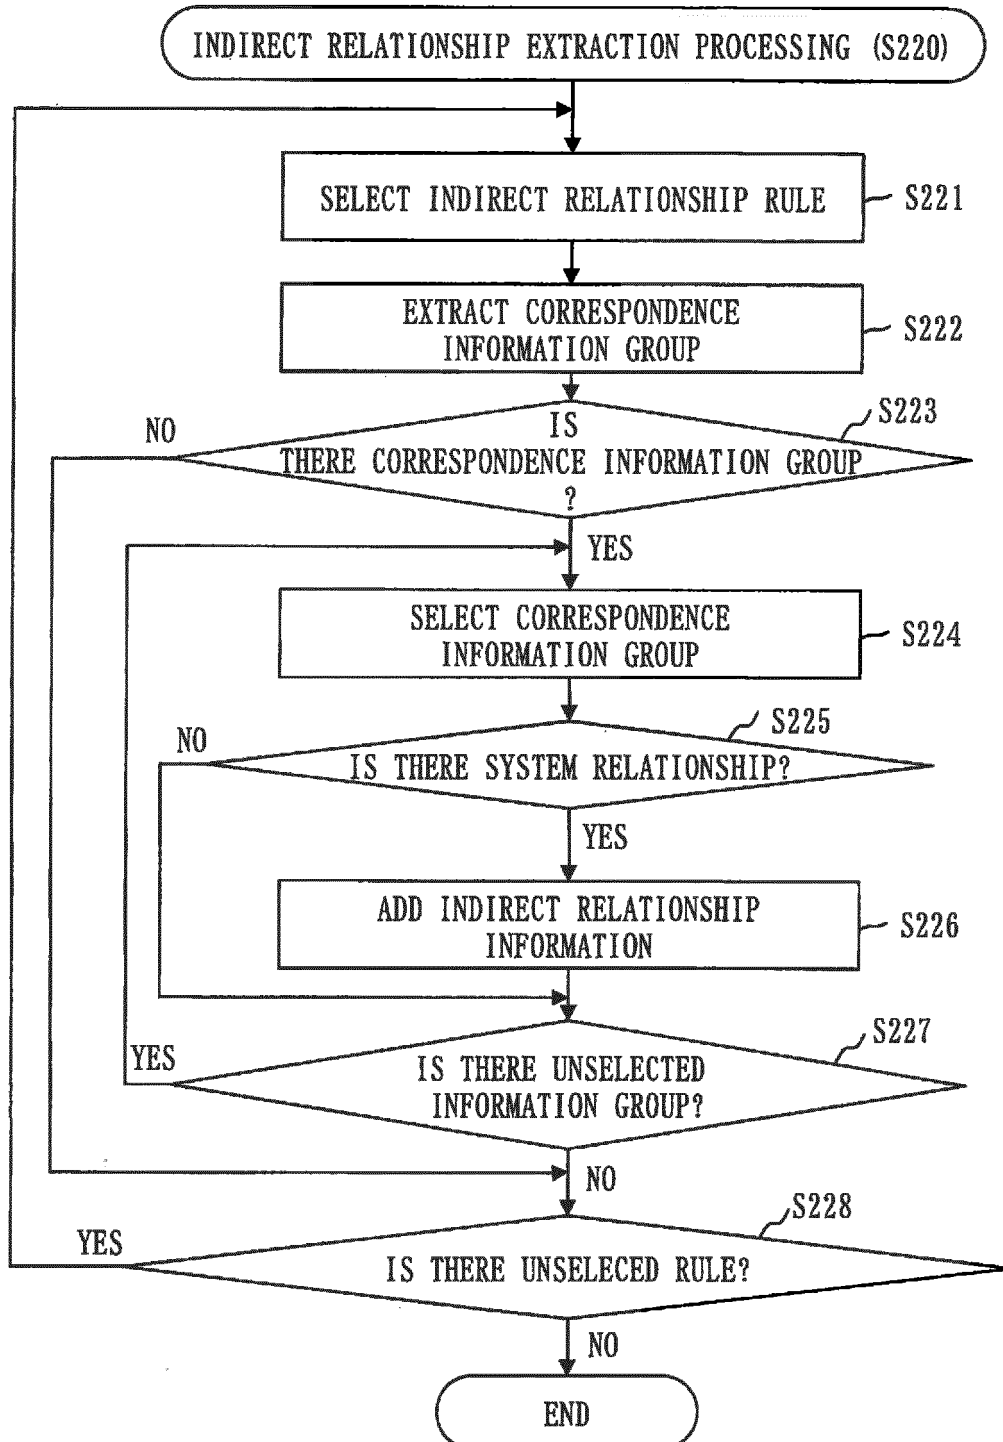 INDIRECT RELATIONSHIP EXTRACTION PROCESSING (S220)
SELECT INDIRECT RELATIONSHIP RULE
S221
EXTRACT CORRESPONDENCE
INFORMATION GROUP
S222
S223
NO
IS
THERE CORRESPONDENCE INFORMATION GROUP
?
YES
SELECT CORRESPONDENCE
INFORMATION GROUP
S224
S225
NO
IS THERE SYSTEM RELATIONSHIP?
YES
ADD INDIRECT RELATIONSHIP
INFORMATION
S226
S227
YES
IS THERE UNSELECTED
INFORMATION GROUP?
NO
S228
YES
IS THERE UNSELECED RULE?
NO
END